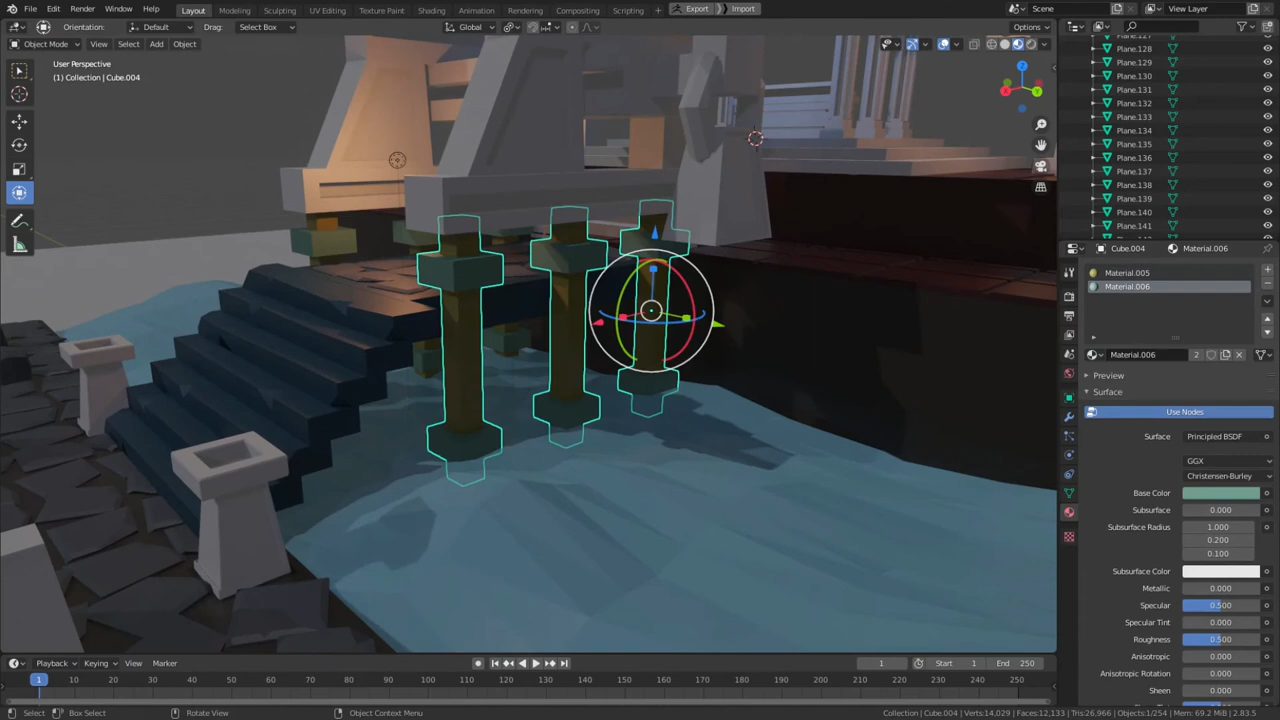 File Edit Render Window Help Layout Modeling Sculpting UV Editing Texture Paint Shading Animation Rendering Compositing Scripting + Export Import Scene View Layer
Orientation: Default Drag: Select Box Global Options
Object Mode View Select Add Object
User Perspective
(1) Collection | Cube.004
Plane.127
Plane.128
Plane.129
Plane.130
Plane.131
Plane.132
Plane.133
Plane.134
Plane.135
Plane.136
Plane.137
Plane.138
Plane.139
Plane.140
Plane.141
Cube.004 Material.006
Material.005
Material.006
Material.006 2
Preview
Surface
Use Nodes
Surface Principled BSDF
GGX
Christensen-Burley
Base Color
Subsurface 0.000
Subsurface Radius 1.000
0.200
0.100
Subsurface Color
Metallic 0.000
Specular 0.500
Specular Tint 0.000
Roughness 0.500
Anisotropic 0.000
Anisotropic Rotation 0.000
Sheen 0.000
X
Y
Z
Playback Keying View Marker 1 Start 1 End 250
1 10 20 30 40 50 60 70 80 90 100 110 120 130 140 150 160 170 180 190 200 210 220 230 240 250
Select Box Select Rotate View Object Context Menu Collection | Cube.004 | Verts:14,029 | Faces:12,133 | Tris:26,966 | Objects:1/254 | Mem: 69.2 MiB | 2.83.5